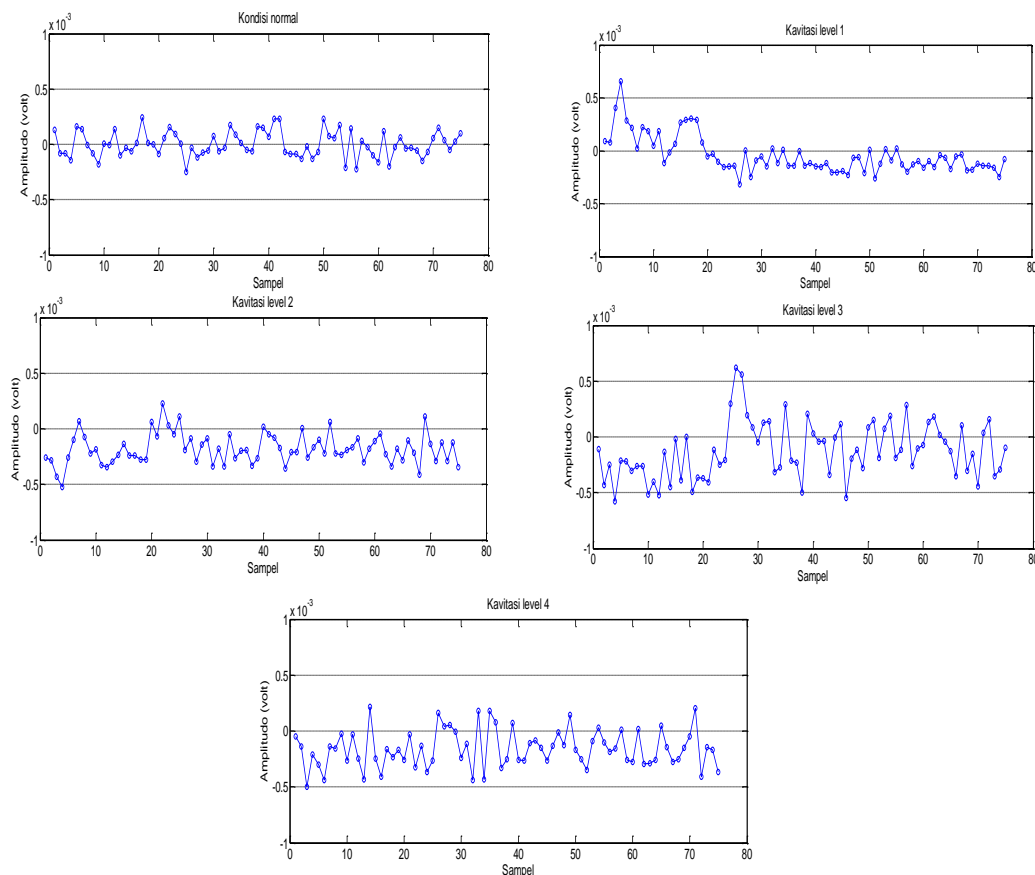 Kondisi normal
x 10^-3
1
0.5
0
-0.5
-1
Amplitudo (volt)
0 10 20 30 40 50 60 70 80
Sampel
Kavitasi level 1
x 10^-3
1
0.5
0
-0.5
-1
Amplitudo (volt)
0 10 20 30 40 50 60 70 80
Sampel
Kavitasi level 2
x 10^-3
1
0.5
0
-0.5
-1
Amplitudo (volt)
0 10 20 30 40 50 60 70 80
Sampel
Kavitasi level 3
x 10^-3
1
0.5
0
-0.5
-1
Amplitudo (volt)
0 10 20 30 40 50 60 70 80
Sampel
Kavitasi level 4
x 10^-3
1
0.5
0
-0.5
-1
Amplitudo (volt)
0 10 20 30 40 50 60 70 80
Sampel